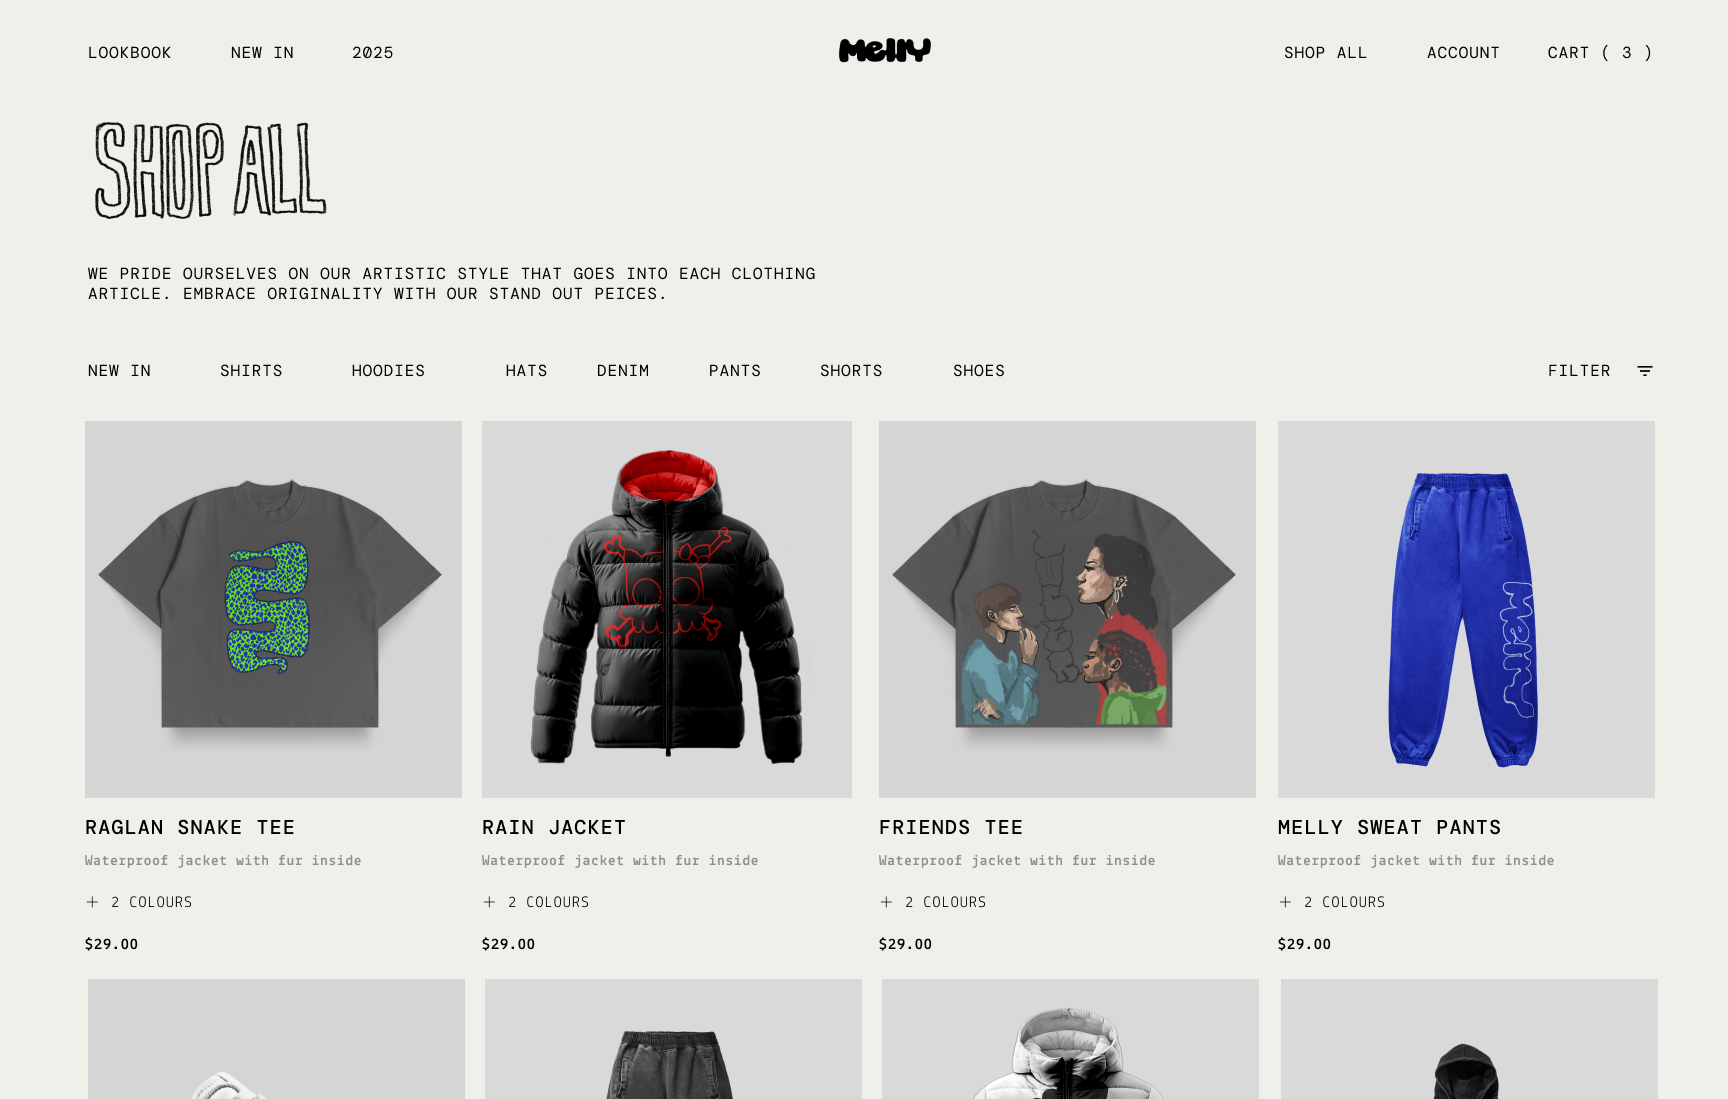 LOOKBOOK NEW IN 2025 Melly SHOP ALL ACCOUNT CART ( 3 )
SHOP ALL
WE PRIDE OURSELVES ON OUR ARTISTIC STYLE THAT GOES INTO EACH CLOTHING
ARTICLE. EMBRACE ORIGINALITY WITH OUR STAND OUT PEICES.
NEW IN SHIRTS HOODIES HATS DENIM PANTS SHORTS SHOES FILTER
Melly
RAGLAN SNAKE TEE RAIN JACKET FRIENDS TEE MELLY SWEAT PANTS
Waterproof jacket with fur inside Waterproof jacket with fur inside Waterproof jacket with fur inside Waterproof jacket with fur inside
+ 2 COLOURS + 2 COLOURS + 2 COLOURS + 2 COLOURS
$29.00 $29.00 $29.00 $29.00